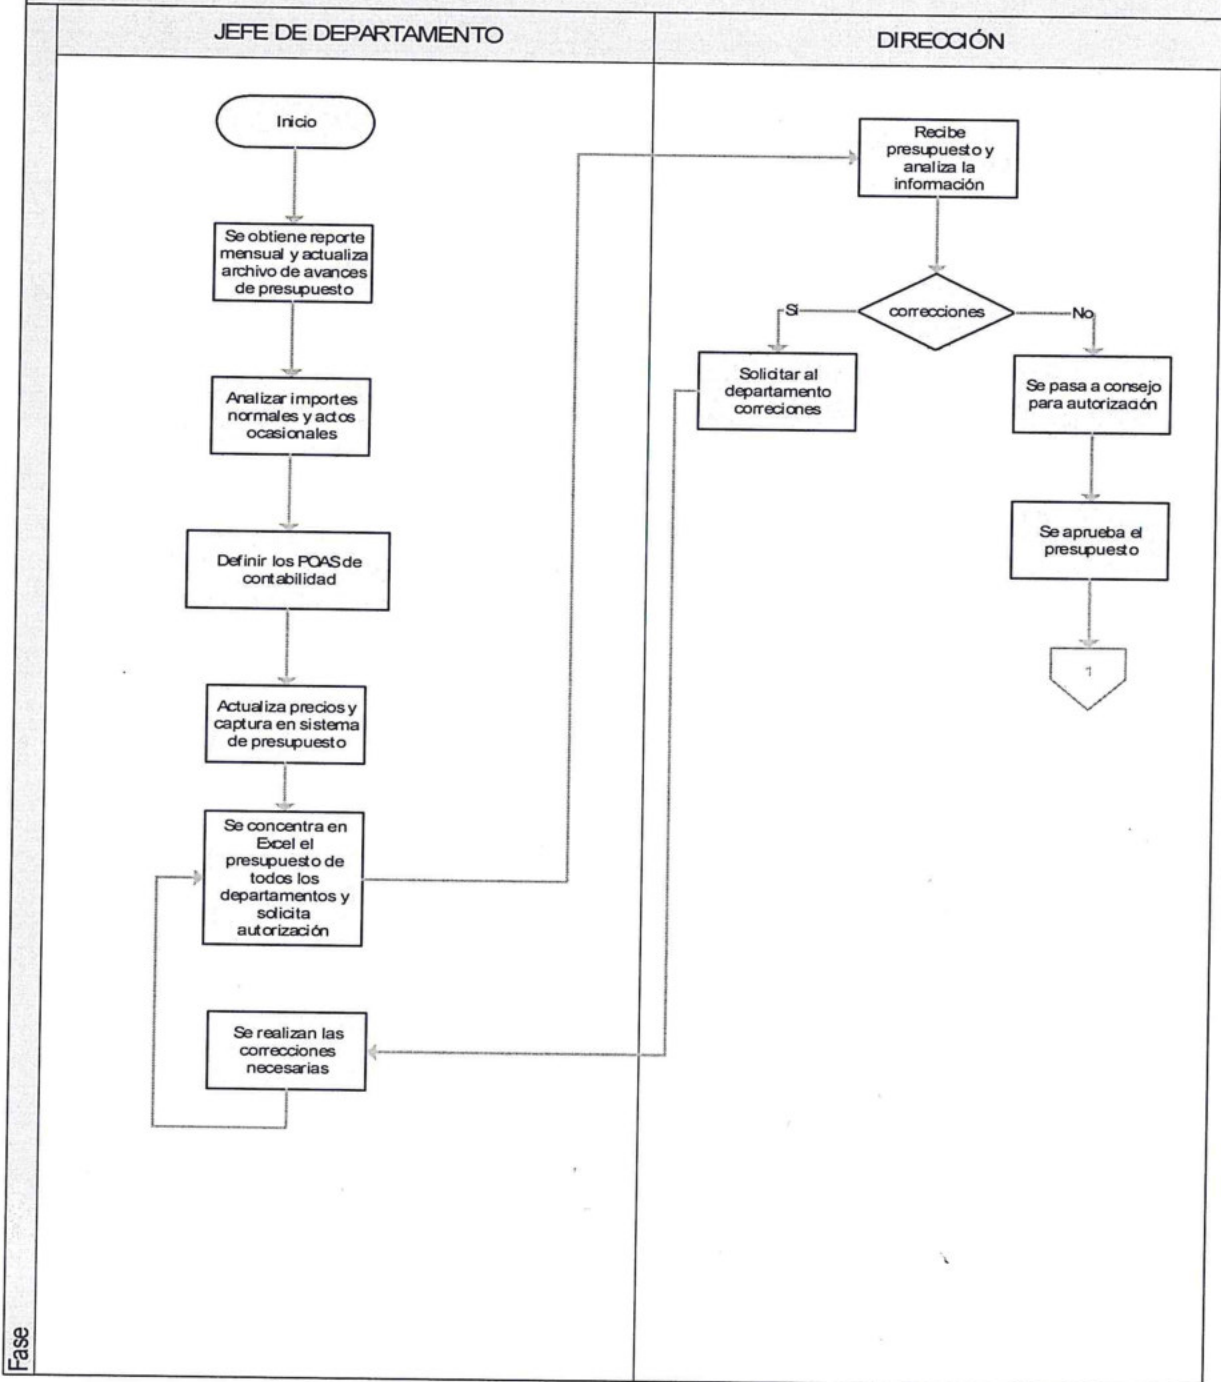 JEFE DE DEPARTAMENTO
DIRECCIÓN
Inicio
Se obtiene reporte
mensual y actualiza
archivo de avances
de presupuesto
Analizar importes
normales y actos
ocasionales
Definir los POAS de
contabilidad
Actualiza precios y
captura en sistema
de presupuesto
Se concentra en
Excel el
presupuesto de
todos los
departamentos y
solicita
autorización
Se realizan las
correcciones
necesarias
Recibe
presupuesto y
analiza la
información
correcciones
Si
No
Solicitar al
departamento
correciones
Se pasa a consejo
para autorización
Se aprueba el
presupuesto
1
Fase